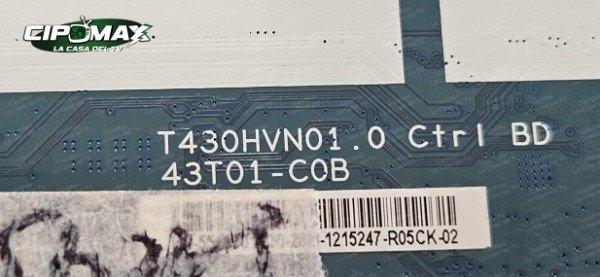 CIPOMAX
LA CASA DEL TV
T430HVN01.0 Ctrl BD
43T01-C0B
-1215247-R05CK-02